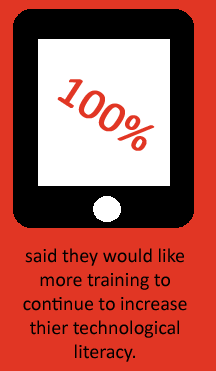 100%
said they would like
more training to
continue to increase
thier technological
literacy.